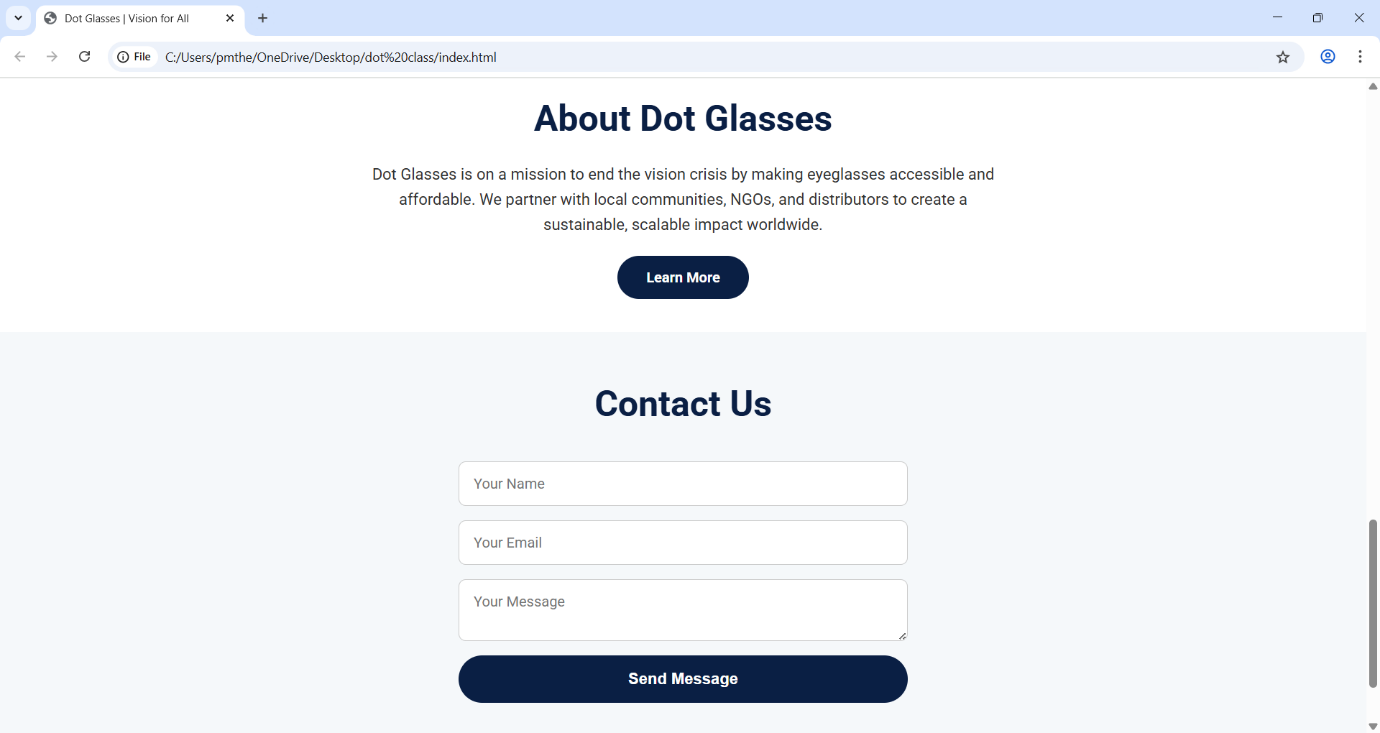 Dot Glasses | Vision for All
File
C:/Users/pmthe/OneDrive/Desktop/dot%20class/index.html
About Dot Glasses
Dot Glasses is on a mission to end the vision crisis by making eyeglasses accessible and
affordable. We partner with local communities, NGOs, and distributors to create a
sustainable, scalable impact worldwide.
Learn More
Contact Us
Your Name
Your Email
Your Message
Send Message